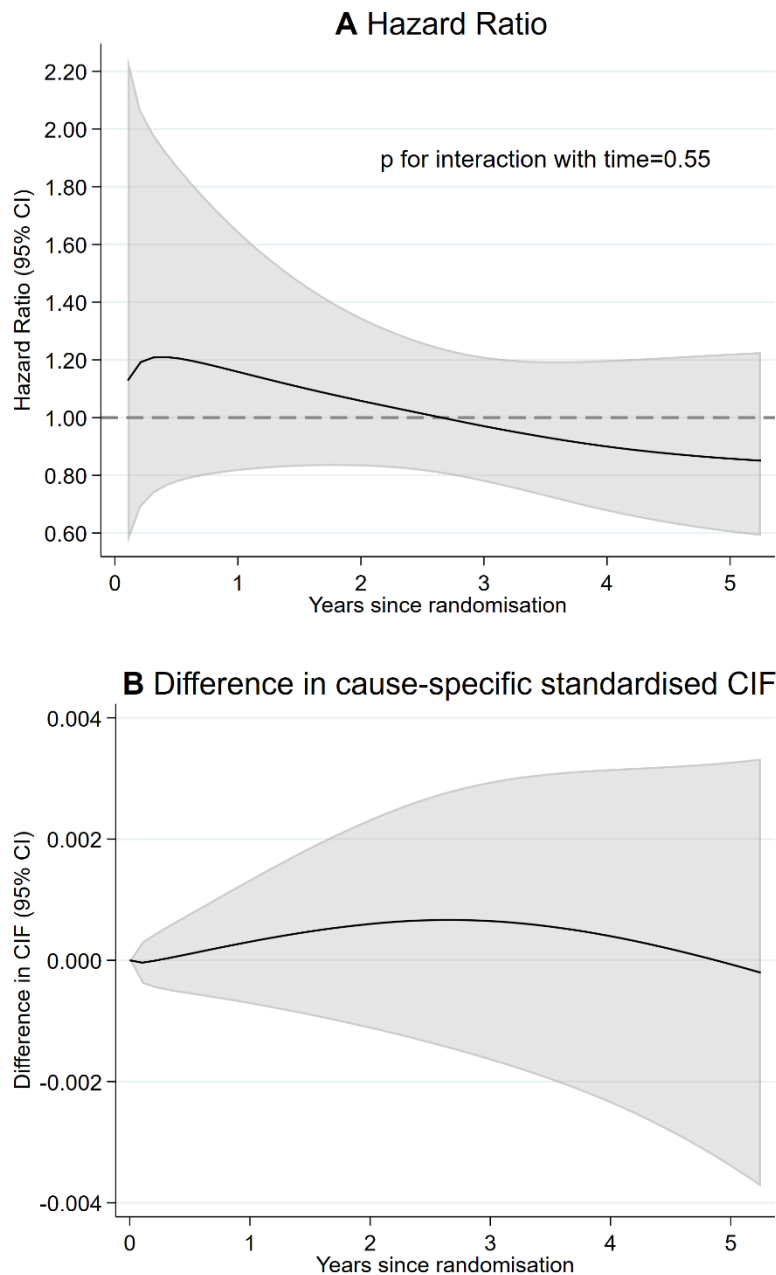 A Hazard Ratio
Hazard Ratio (95% CI)
2.20
2.00
1.80
1.60
1.40
1.20
1.00
0.80
0.60
p for interaction with time=0.55
0 1 2 3 4 5
Years since randomisation
B Difference in cause-specific standardised CIF
Difference in CIF (95% CI)
0.004
0.002
0.000
-0.002
-0.004
0 1 2 3 4 5
Years since randomisation